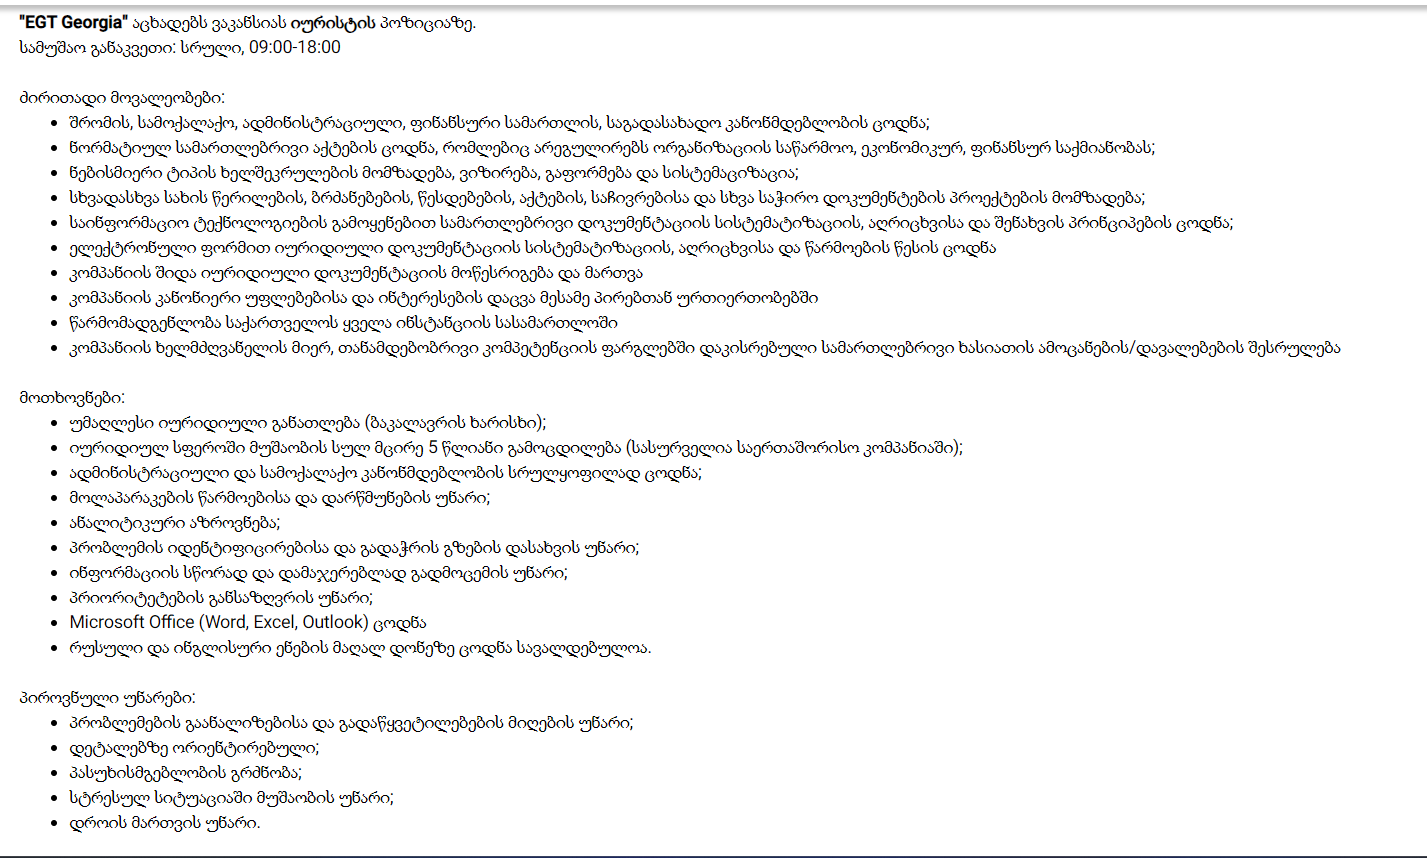 "EGT Georgia" აცხადებს ვაკანსიას იურისტის პოზიციაზე.
სამუშაო განაკვეთი: სრული, 09:00-18:00
ძირითადი მოვალეობები:
• შრომის, სამოქალაქო, ადმინისტრაციული, ფინანსური სამართლის, საგადასახადო კანონმდებლობის ცოდნა;
• ნორმატიულ სამართლებრივი აქტების ცოდნა, რომლებიც არეგულირებს ორგანიზაციის საწარმოო, ეკონომიკურ, ფინანსურ საქმიანობას;
• ნებისმიერი ტიპის ხელშეკრულების მომზადება, ვიზირება, გაფორმება და სისტემაციზაცია;
• სხვადასხვა სახის წერილების, ბრძანებების, წესდებების, აქტების, საჩივრებისა და სხვა საჭირო დოკუმენტების პროექტების მომზადება;
• საინფორმაციო ტექნოლოგიების გამოყენებით სამართლებრივი დოკუმენტაციის სისტემატიზაციის, აღრიცხვისა და შენახვის პრინციპების ცოდნა;
• ელექტრონული ფორმით იურიდიული დოკუმენტაციის სისტემატიზაციის, აღრიცხვისა და წარმოების წესის ცოდნა
• კომპანიის შიდა იურიდიული დოკუმენტაციის მოწესრიგება და მართვა
• კომპანიის კანონიერი უფლებებისა და ინტერესების დაცვა მესამე პირებთან ურთიერთობებში
• წარმომადგენლობა საქართველოს ყველა ინსტანციის სასამართლოში
• კომპანიის ხელმძღვანელის მიერ, თანამდებობრივი კომპეტენციის ფარგლებში დაკისრებული სამართლებრივი ხასიათის ამოცანების/დავალებების შესრულება
მოთხოვნები:
• უმაღლესი იურიდიული განათლება (ბაკალავრის ხარისხი);
• იურიდიულ სფეროში მუშაობის სულ მცირე 5 წლიანი გამოცდილება (სასურველია საერთაშორისო კომპანიაში);
• ადმინისტრაციული და სამოქალაქო კანონმდებლობის სრულყოფილად ცოდნა;
• მოლაპარაკების წარმოებისა და დარწმუნების უნარი;
• ანალიტიკური აზროვნება;
• პრობლემის იდენტიფიცირებისა და გადაჭრის გზების დასახვის უნარი;
• ინფორმაციის სწორად და დამაჯერებლად გადმოცემის უნარი;
• პრიორიტეტების განსაზღვრის უნარი;
• Microsoft Office (Word, Excel, Outlook) ცოდნა
• რუსული და ინგლისური ენების მაღალ დონეზე ცოდნა სავალდებულოა.
პიროვნული უნარები:
• პრობლემების გაანალიზებისა და გადაწყვეტილებების მიღების უნარი;
• დეტალებზე ორიენტირებული;
• პასუხისმგებლობის გრძნობა;
• სტრესულ სიტუაციაში მუშაობის უნარი;
• დროის მართვის უნარი.